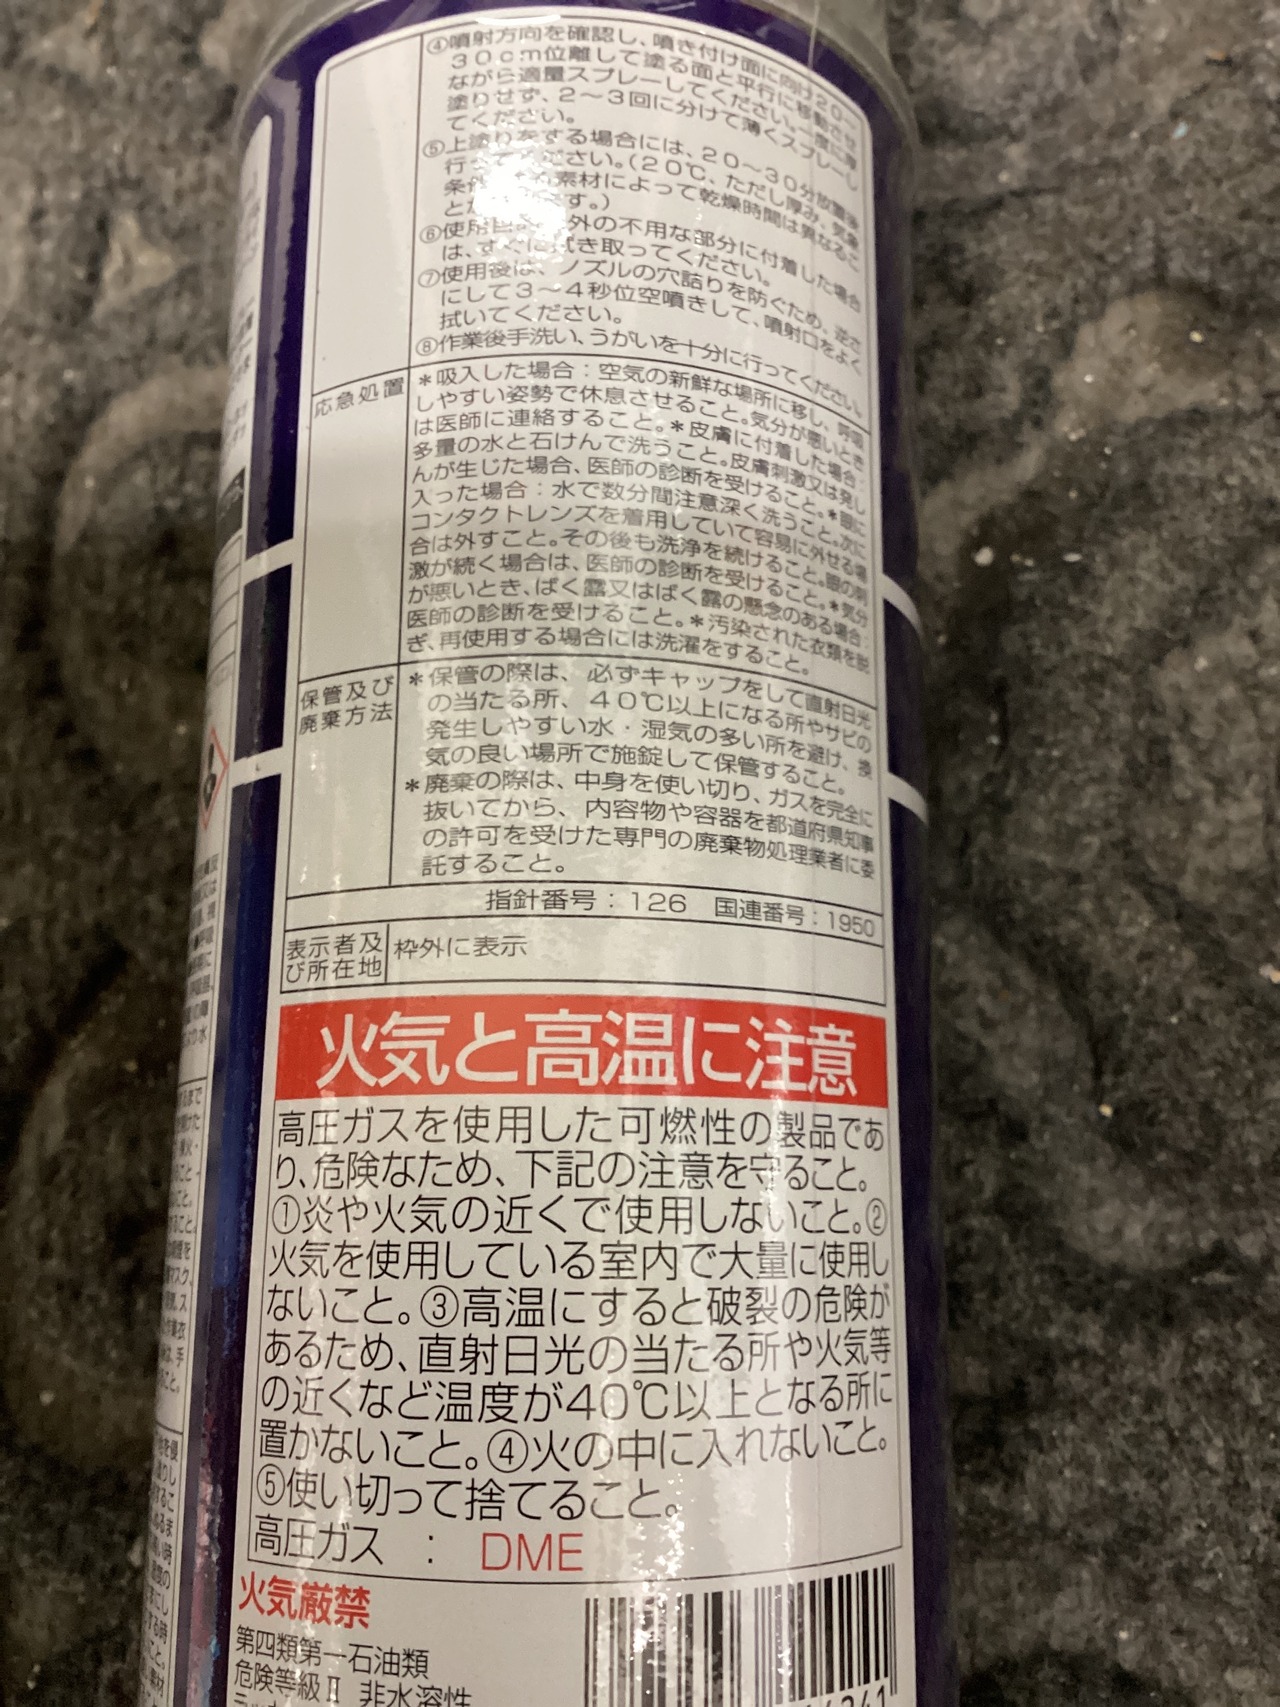 ④噴射方向を確認し、噴き付け面に向け20〜
30cm位離して塗る面と平行に移動させ
ながら適量スプレーしてください。一度に厚
塗りせず、2〜3回に分けて薄くスプレーし
てください。
⑤上塗りをする場合には、20〜30分放置後
行ってください。(20℃、ただし厚み、気象
条件 素材によって乾燥時間は異なるこ
と す。)
⑥使用 外の不用な部分に付着した場合
は、すぐに拭き取ってください。
⑦使用後は、ノズルの穴詰りを防ぐため、逆さ
にして3〜4秒位空噴きして、噴射口をよく
拭いてください。
⑧作業後手洗い、うがいを十分に行ってください。
応急処置
*吸入した場合：空気の新鮮な場所に移し、呼吸
しやすい姿勢で休息させること。気分が悪いとき
は医師に連絡すること。*皮膚に付着した場合：
多量の水と石けんで洗うこと。皮膚刺激又は発し
んが生じた場合、医師の診断を受けること。*眼に
入った場合：水で数分間注意深く洗うこと。次に
コンタクトレンズを着用していて容易に外せる場
合は外すこと。その後も洗浄を続けること。眼の刺
激が続く場合は、医師の診断を受けること。*気分
が悪いとき、ばく露又はばく露の懸念のある場合：
医師の診断を受けること。*汚染された衣類を脱
ぎ、再使用する場合には洗濯をすること。
保管及び
廃棄方法
*保管の際は、必ずキャップをして直射日光
の当たる所、40℃以上になる所やサビの
発生しやすい水・湿気の多い所を避け、換
気の良い場所で施錠して保管すること。
*廃棄の際は、中身を使い切り、ガスを完全に
抜いてから、内容物や容器を都道府県知事
の許可を受けた専門の廃棄物処理業者に委
託すること。
指針番号：126 国連番号：1950
表示者及
び所在地
枠外に表示
火気と高温に注意
高圧ガスを使用した可燃性の製品であ
り、危険なため、下記の注意を守ること。
①炎や火気の近くで使用しないこと。②
火気を使用している室内で大量に使用し
ないこと。③高温にすると破裂の危険が
あるため、直射日光の当たる所や火気等
の近くなど温度が40℃以上となる所に
置かないこと。④火の中に入れないこと。
⑤使い切って捨てること。
高圧ガス ： DME
火気厳禁
第四類第一石油類
危険等級Ⅱ 非水溶性